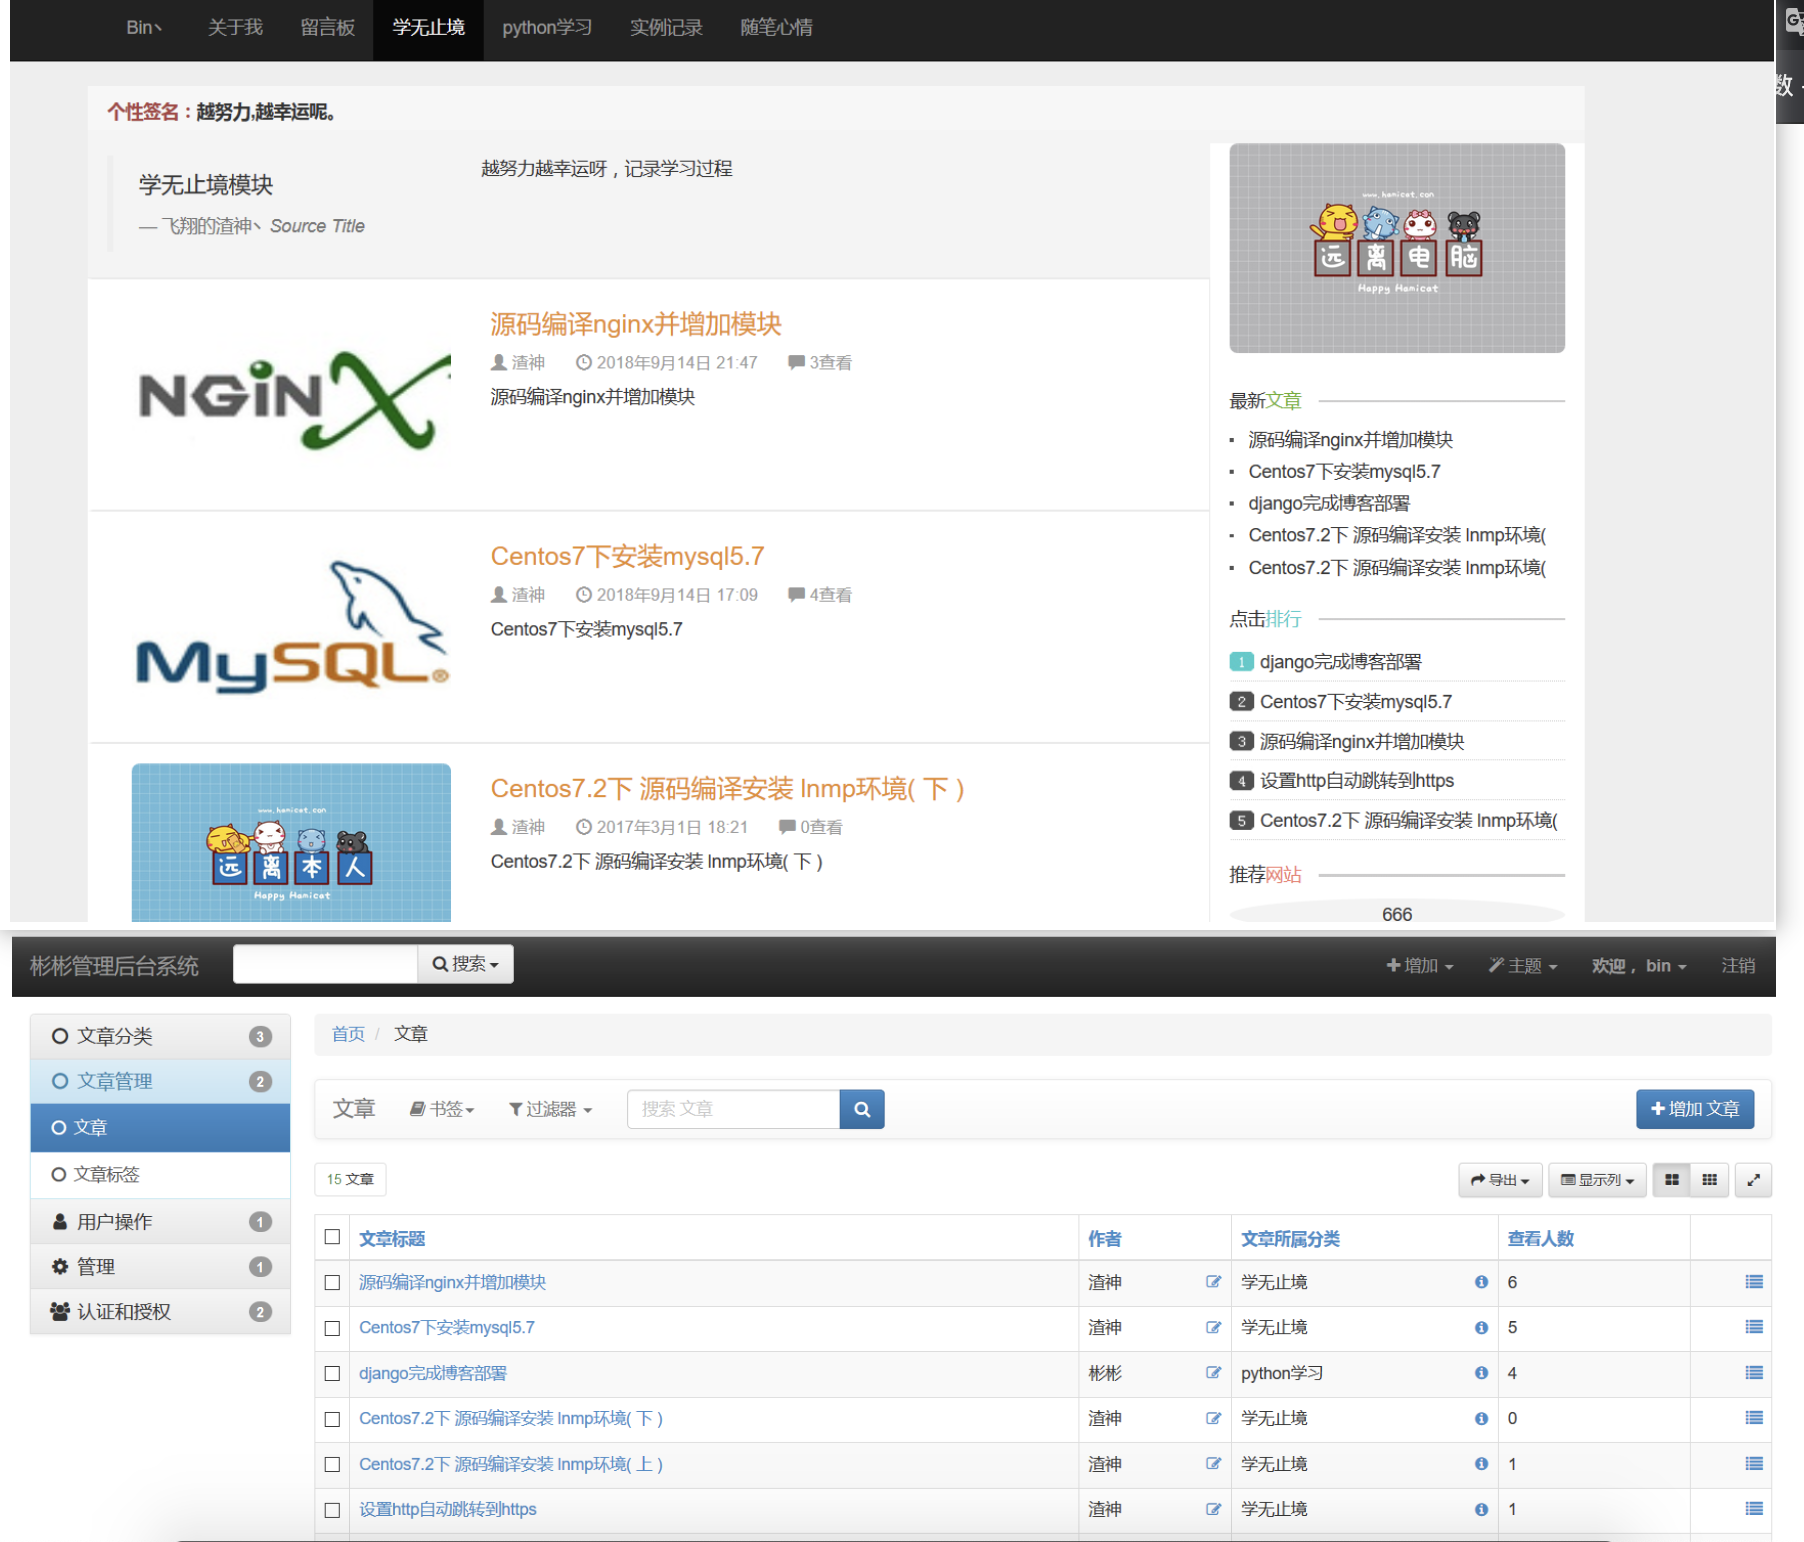 Bin丶 关于我 留言板 学无止境 python学习 实例记录 随笔心情
数
个性签名：越努力,越幸运呢。
学无止境模块
— 飞翔的渣神丶 Source Title
越努力越幸运呀，记录学习过程
www.hamicat.com
远离电脑
Happy Hamicat
NGiNX
源码编译nginx并增加模块
渣神 2018年9月14日 21:47 3查看
源码编译nginx并增加模块
MySQL®
Centos7下安装mysql5.7
渣神 2018年9月14日 17:09 4查看
Centos7下安装mysql5.7
www.hamicat.com
远离本人
Happy Hamicat
Centos7.2下 源码编译安装 lnmp环境( 下 )
渣神 2017年3月1日 18:21 0查看
Centos7.2下 源码编译安装 lnmp环境( 下 )
最新文章
源码编译nginx并增加模块
Centos7下安装mysql5.7
django完成博客部署
Centos7.2下 源码编译安装 lnmp环境(
Centos7.2下 源码编译安装 lnmp环境(
点击排行
1 django完成博客部署
2 Centos7下安装mysql5.7
3 源码编译nginx并增加模块
4 设置http自动跳转到https
5 Centos7.2下 源码编译安装 lnmp环境(
推荐网站
666
彬彬管理后台系统 搜索 增加 主题 欢迎，bin 注销
文章分类 3
文章管理 2
文章
文章标签
用户操作 1
管理 1
认证和授权 2
首页 / 文章
文章 书签 过滤器 搜索 文章 增加 文章
15 文章 导出 显示列
文章标题 作者 文章所属分类 查看人数
源码编译nginx并增加模块 渣神 学无止境 6
Centos7下安装mysql5.7 渣神 学无止境 5
django完成博客部署 彬彬 python学习 4
Centos7.2下 源码编译安装 lnmp环境( 下 ) 渣神 学无止境 0
Centos7.2下 源码编译安装 lnmp环境( 上 ) 渣神 学无止境 1
设置http自动跳转到https 渣神 学无止境 1